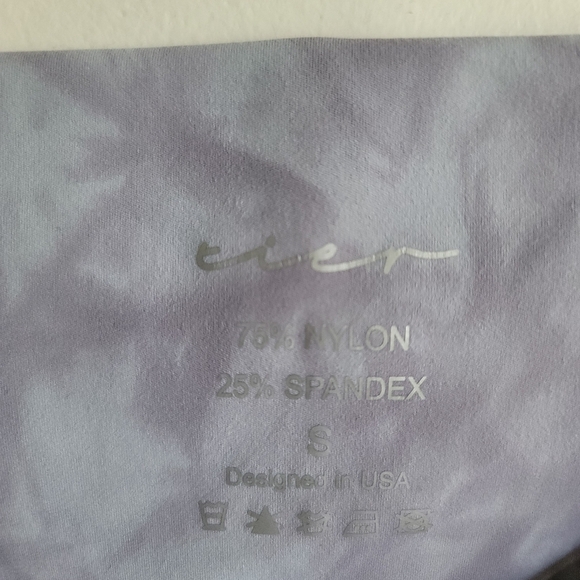 tier
75% NYLON
25% SPANDEX
S
Designed in USA